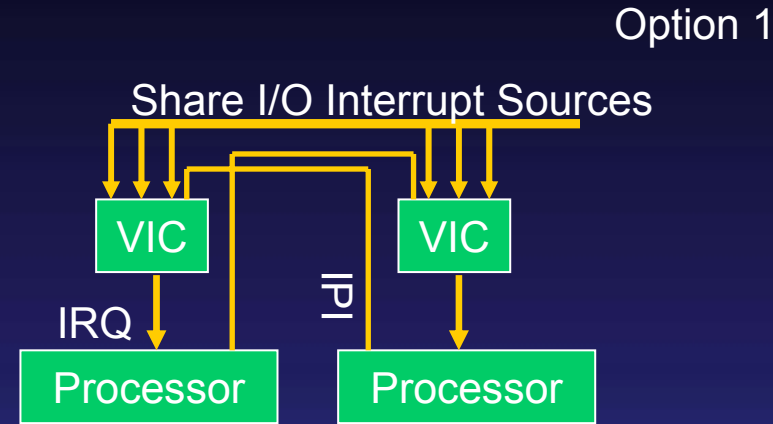 Option 1
Share I/O Interrupt Sources
VIC
VIC
IPI
IRQ
Processor
Processor